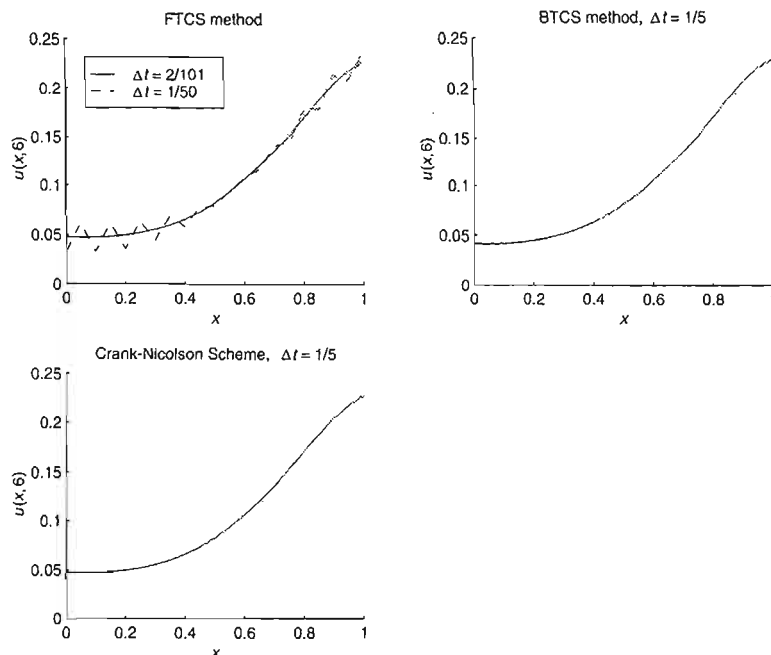 FTCS method
0.25
0.2
0.15
0.1
0.05
0
u(x,6)
Δt = 2/101
Δt = 1/50
0 0.2 0.4 0.6 0.8 1
x
BTCS method, Δt = 1/5
0.25
0.2
0.15
0.1
0.05
0
u(x,6)
0 0.2 0.4 0.6 0.8
x
Crank-Nicolson Scheme, Δt = 1/5
0.25
0.2
0.15
0.1
0.05
0
u(x,6)
0 0.2 0.4 0.6 0.8 1
x